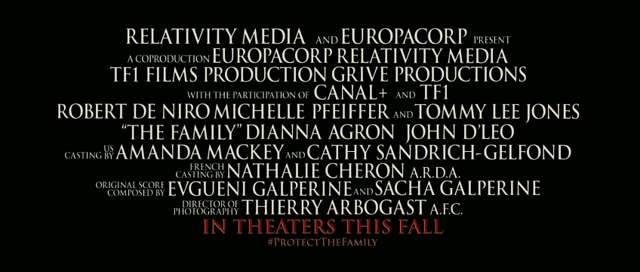 RELATIVITY MEDIA AND EUROPACORP PRESENT
A COPRODUCTION EUROPACORP RELATIVITY MEDIA
TF1 FILMS PRODUCTION GRIVE PRODUCTIONS
WITH THE PARTICIPATION OF CANAL+ AND TF1
ROBERT DE NIRO MICHELLE PFEIFFER AND TOMMY LEE JONES
“THE FAMILY” DIANNA AGRON JOHN D'LEO
US CASTING BY AMANDA MACKEY AND CATHY SANDRICH-GELFOND
FRENCH CASTING BY NATHALIE CHERON A.R.D.A.
ORIGINAL SCORE COMPOSED BY EVGUENI GALPERINE AND SACHA GALPERINE
DIRECTOR OF PHOTOGRAPHY THIERRY ARBOGAST A.F.C.
IN THEATERS THIS FALL
#PROTECTTHEFAMILY